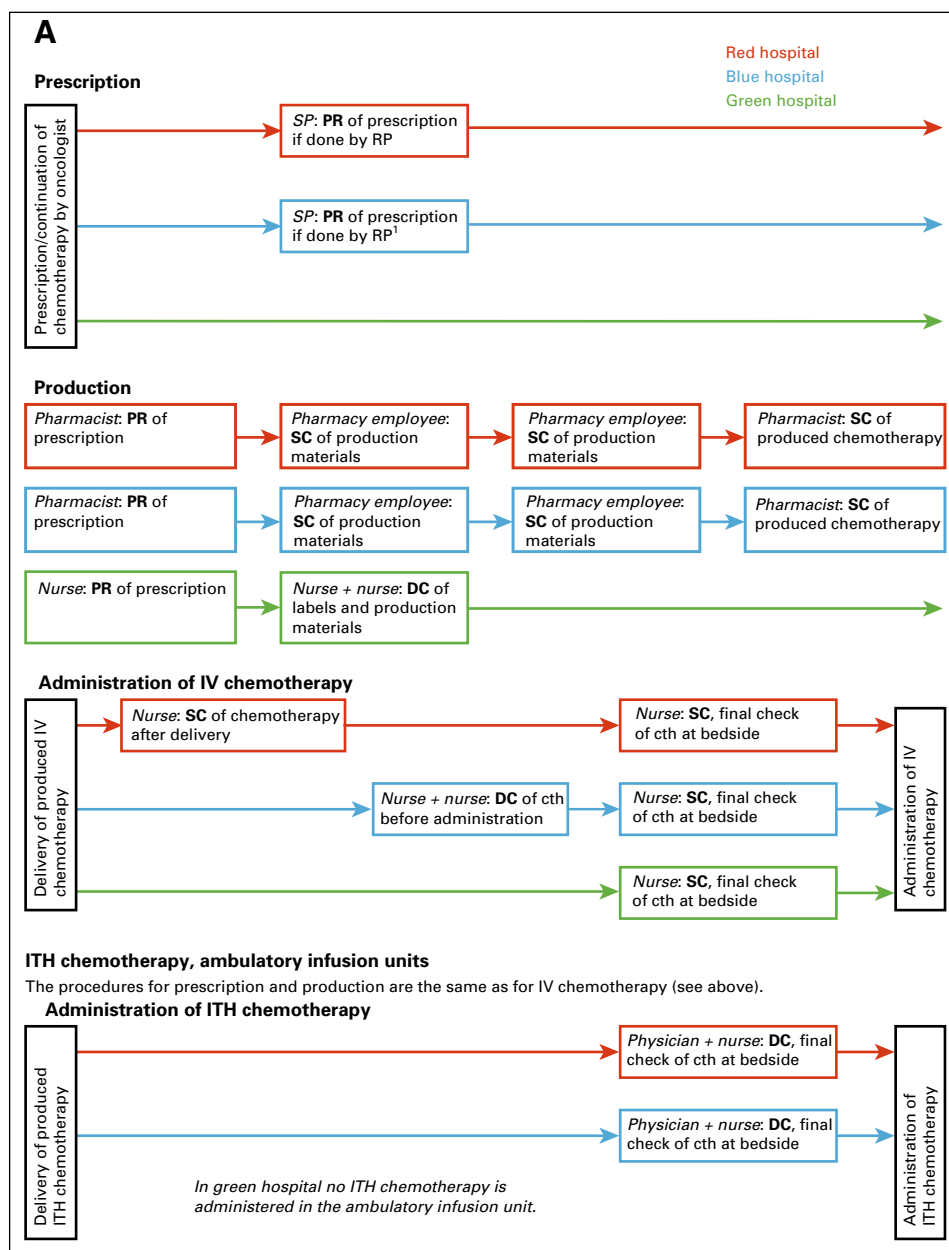 A
Red hospital
Blue hospital
Green hospital
Prescription
Prescription/continuation of
chemotherapy by oncologist
SP: PR of prescription
if done by RP
SP: PR of prescription
if done by RP1
Production
Pharmacist: PR of
prescription
Pharmacy employee:
SC of production
materials
Pharmacy employee:
SC of production
materials
Pharmacist: SC of
produced chemotherapy
Pharmacist: PR of
prescription
Pharmacy employee:
SC of production
materials
Pharmacy employee:
SC of production
materials
Pharmacist: SC of
produced chemotherapy
Nurse: PR of prescription
Nurse + nurse: DC of
labels and production
materials
Administration of IV chemotherapy
Delivery of produced IV
chemotherapy
Nurse: SC of chemotherapy
after delivery
Nurse: SC, final check
of cth at bedside
Nurse + nurse: DC of cth
before administration
Nurse: SC, final check
of cth at bedside
Nurse: SC, final check
of cth at bedside
Administration of IV
chemotherapy
ITH chemotherapy, ambulatory infusion units
The procedures for prescription and production are the same as for IV chemotherapy (see above).
Administration of ITH chemotherapy
Delivery of produced
ITH chemotherapy
Physician + nurse: DC, final
check of cth at bedside
Physician + nurse: DC, final
check of cth at bedside
In green hospital no ITH chemotherapy is
administered in the ambulatory infusion unit.
Administration of
ITH chemotherapy